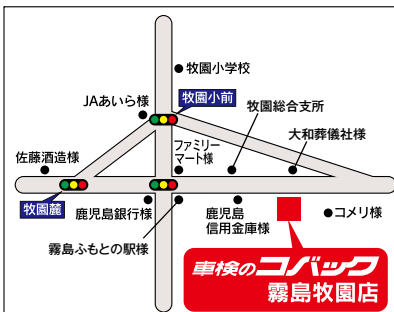 牧園小学校
JAあいら様
牧園小前
牧園総合支所
ファミリー
マート様
大和葬儀社様
佐藤酒造様
牧園麓
鹿児島銀行様
鹿児島
信用金庫様
コメリ様
霧島ふもとの駅様
車検のコバック
霧島牧園店